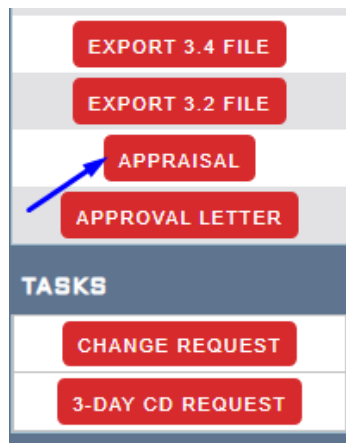 EXPORT 3.4 FILE
EXPORT 3.2 FILE
APPRAISAL
APPROVAL LETTER
TASKS
CHANGE REQUEST
3-DAY CD REQUEST